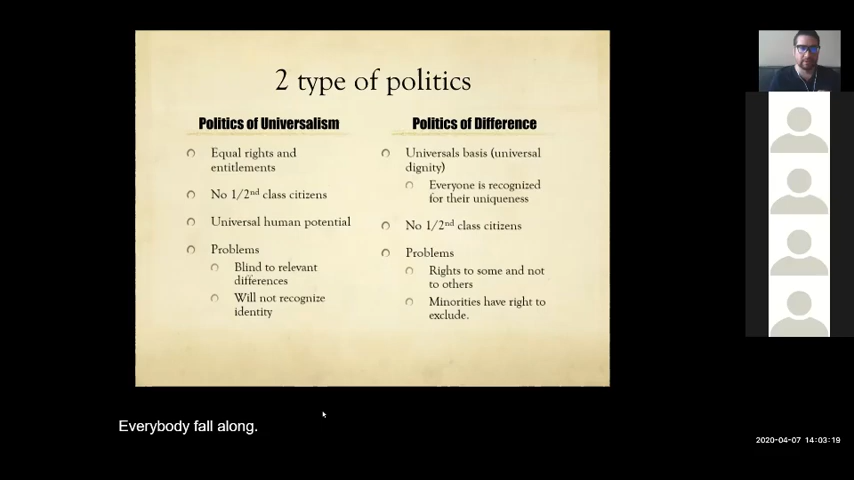 2 type of politics
Politics of Universalism
Equal rights and
entitlements
No 1/2nd class citizens
Universal human potential
Problems
Blind to relevant
differences
Will not recognize
identity
Politics of Difference
Universals basis (universal
dignity)
Everyone is recognized
for their uniqueness
No 1/2nd class citizens
Problems
Rights to some and not
to others
Minorities have right to
exclude.
Everybody fall along.
2020-04-07 14:03:19